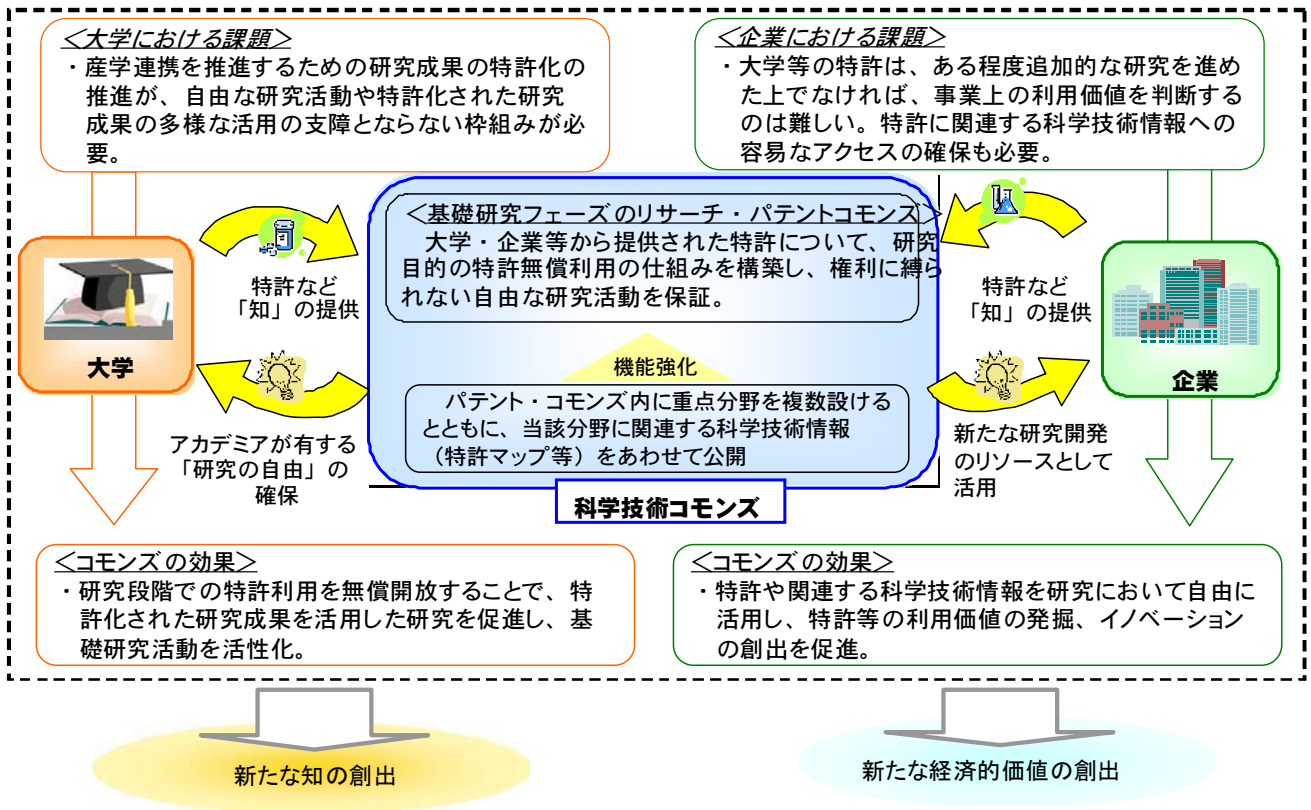 ＜大学における課題＞
・産学連携を推進するための研究成果の特許化の
推進が、自由な研究活動や特許化された研究
成果の多様な活用の支障とならない枠組みが必
要。
＜企業における課題＞
・大学等の特許は、ある程度追加的な研究を進め
た上でなければ、事業上の利用価値を判断する
のは難しい。特許に関連する科学技術情報への
容易なアクセスの確保も必要。
＜基礎研究フェーズのリサーチ・パテントコモンズ＞
大学・企業等から提供された特許について、研究
目的の特許無償利用の仕組みを構築し、権利に縛ら
れない自由な研究活動を保証。
特許など
「知」の提供
特許など
「知」の提供
大学
機能強化
企業
パテント・コモンズ内に重点分野を複数設ける
とともに、当該分野に関連する科学技術情報
（特許マップ等）をあわせて公開
アカデミアが有する
「研究の自由」の
確保
新たな研究開発
のリソースとして
活用
科学技術コモンズ
＜コモンズの効果＞
・研究段階での特許利用を無償開放することで、特
許化された研究成果を活用した研究を促進し、基
礎研究活動を活性化。
＜コモンズの効果＞
・特許や関連する科学技術情報を研究において自由に
活用し、特許等の利用価値の発掘、イノベーション
の創出を促進。
新たな知の創出
新たな経済的価値の創出